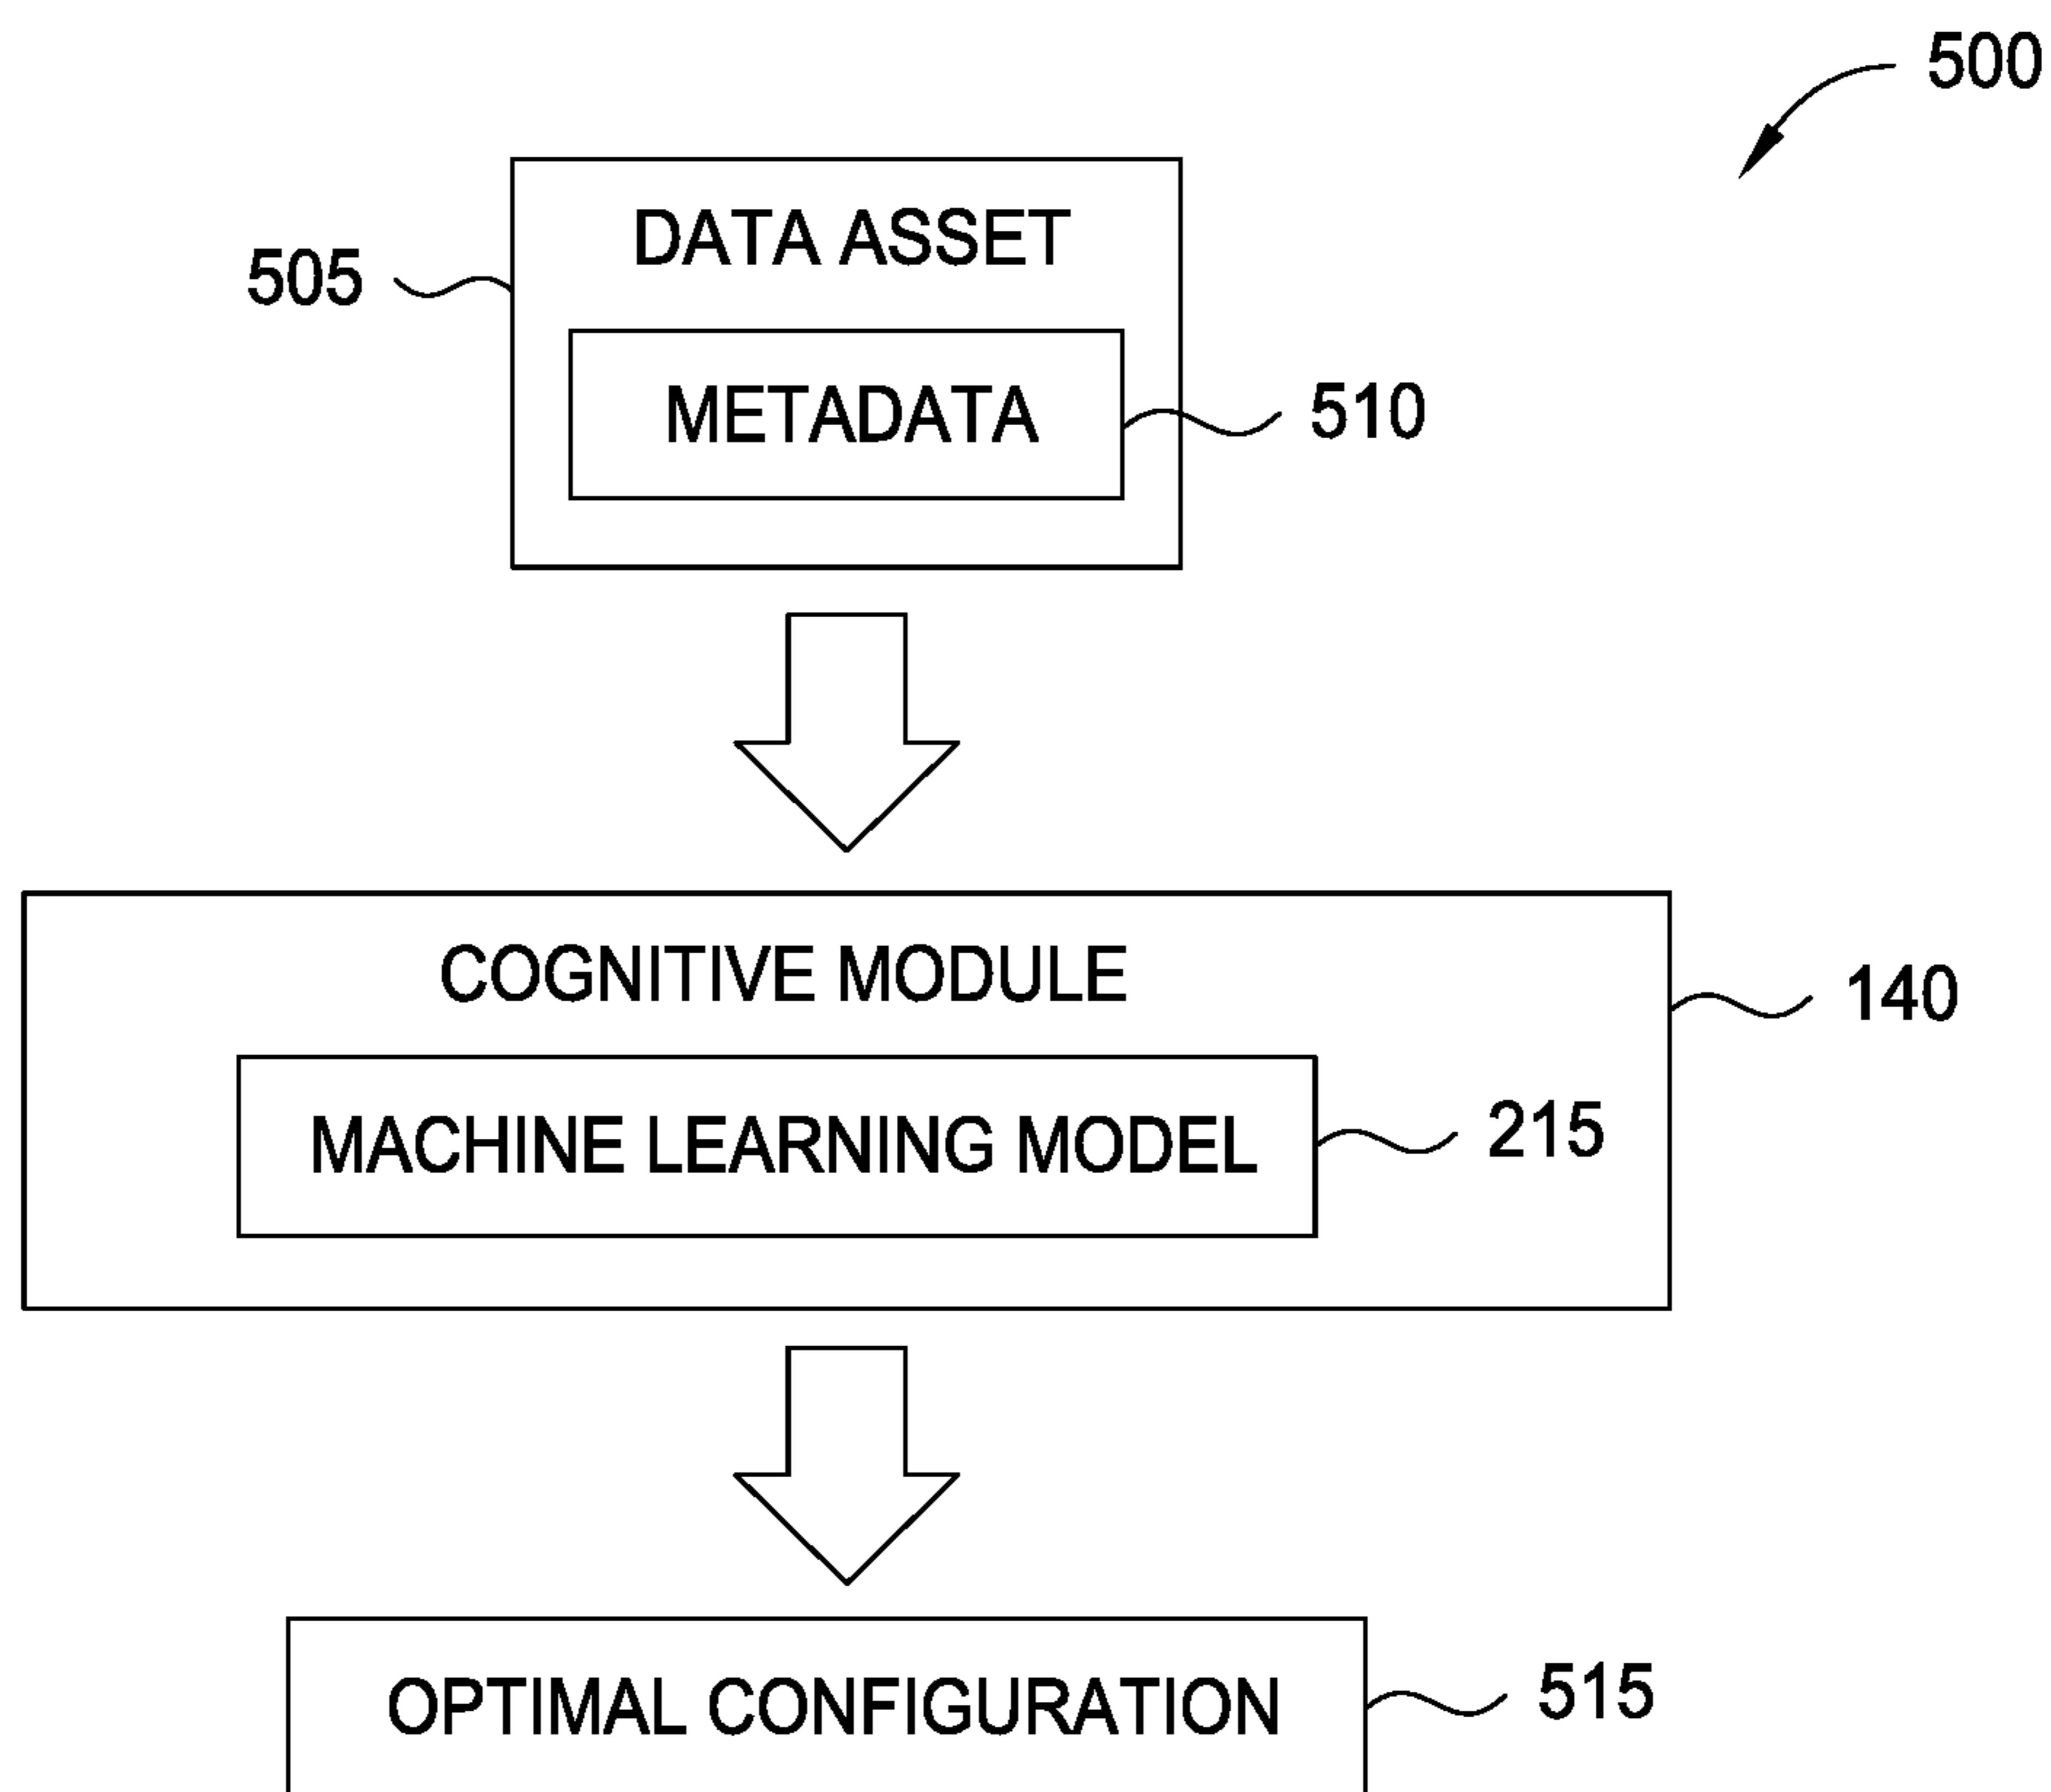 500
DATA ASSET
505
METADATA
510
COGNITIVE MODULE
140
MACHINE LEARNING MODEL
215
OPTIMAL CONFIGURATION
515